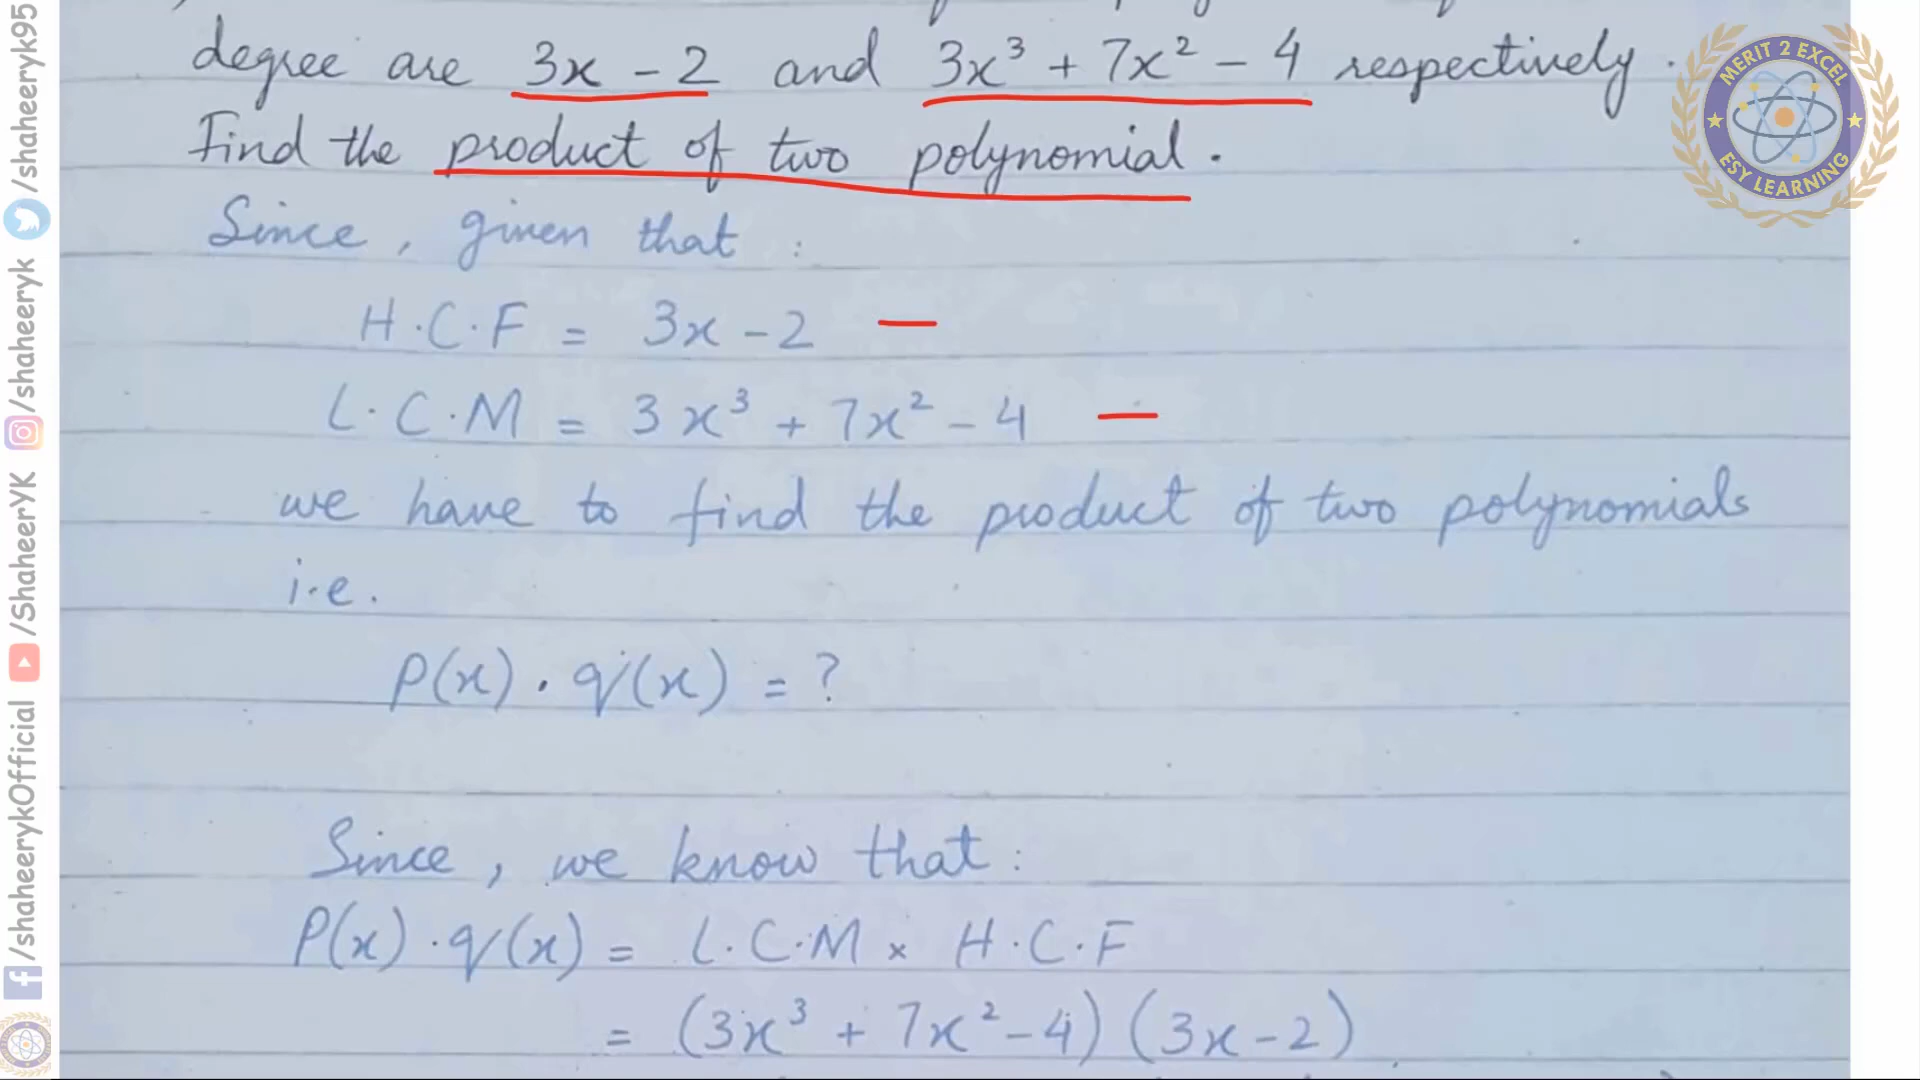 degree are 3x - 2 and 3x³ + 7x² - 4 respectively.
Find the product of two polynomial.
Since, given that :
H.C.F = 3x - 2
L.C.M = 3x³ + 7x² - 4
we have to find the product of two polynomials
i.e.
P(x) . q(x) = ?
Since, we know that :
P(x) . q(x) = L.C.M × H.C.F
= (3x³ + 7x² - 4) (3x - 2)
MERIT 2 EXCEL
ESY LEARNING
/shaheerykOfficial
/ShaheerYK
/shaheeryk
/shaheeryk95